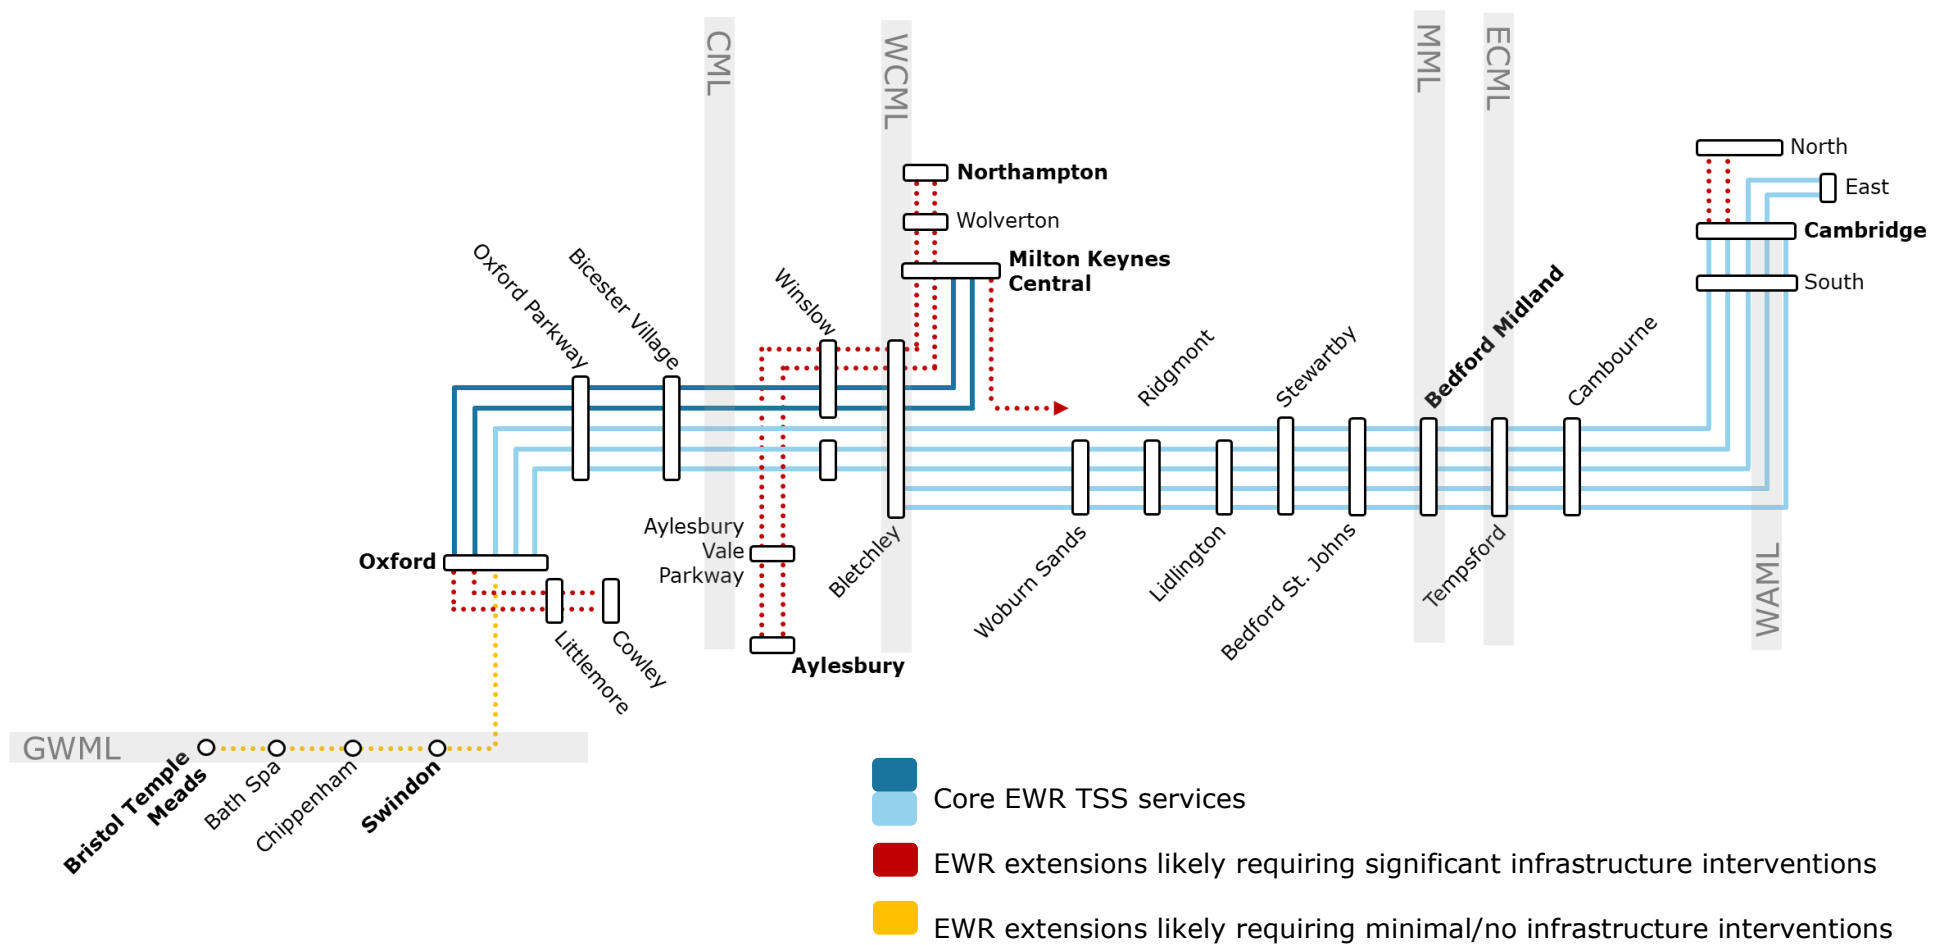 CML
WCML
MML
ECML
North
East
Northampton
Wolverton
Cambridge
Milton Keynes
Central
South
Oxford Parkway
Bicester Village
Winslow
Ridgmont
Stewartby
Bedford Midland
Cambourne
Aylesbury
Vale
Parkway
Oxford
Bletchley
Woburn Sands
Lidlington
Bedford St. Johns
Tempsford
WAML
Littlemore
Cowley
Aylesbury
GWML
Bristol Temple
Meads
Bath Spa
Chippenham
Swindon
Core EWR TSS services
EWR extensions likely requiring significant infrastructure interventions
EWR extensions likely requiring minimal/no infrastructure interventions